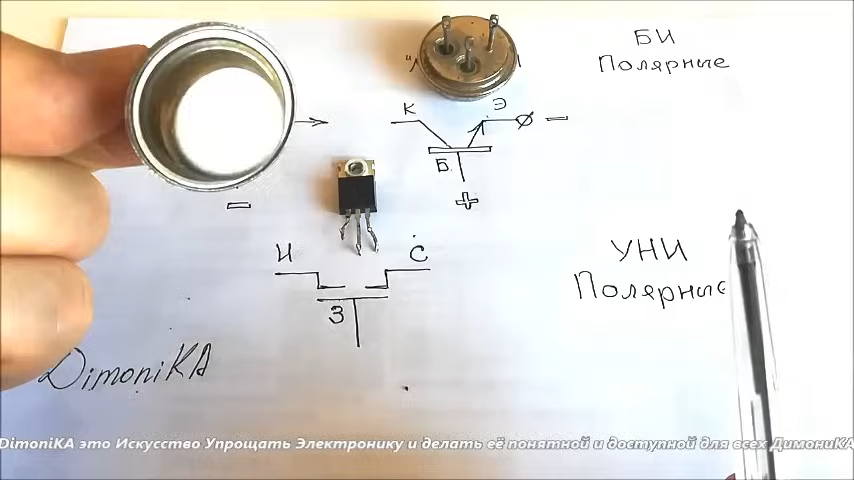 БИ
Полярные
К
Э
−
Б
+
−
И
С
З
УНИ
Полярные
DimoniKA
DimoniKA это Искусство Упрощать Электронику и делать её понятной и доступной для всех ДимониКА